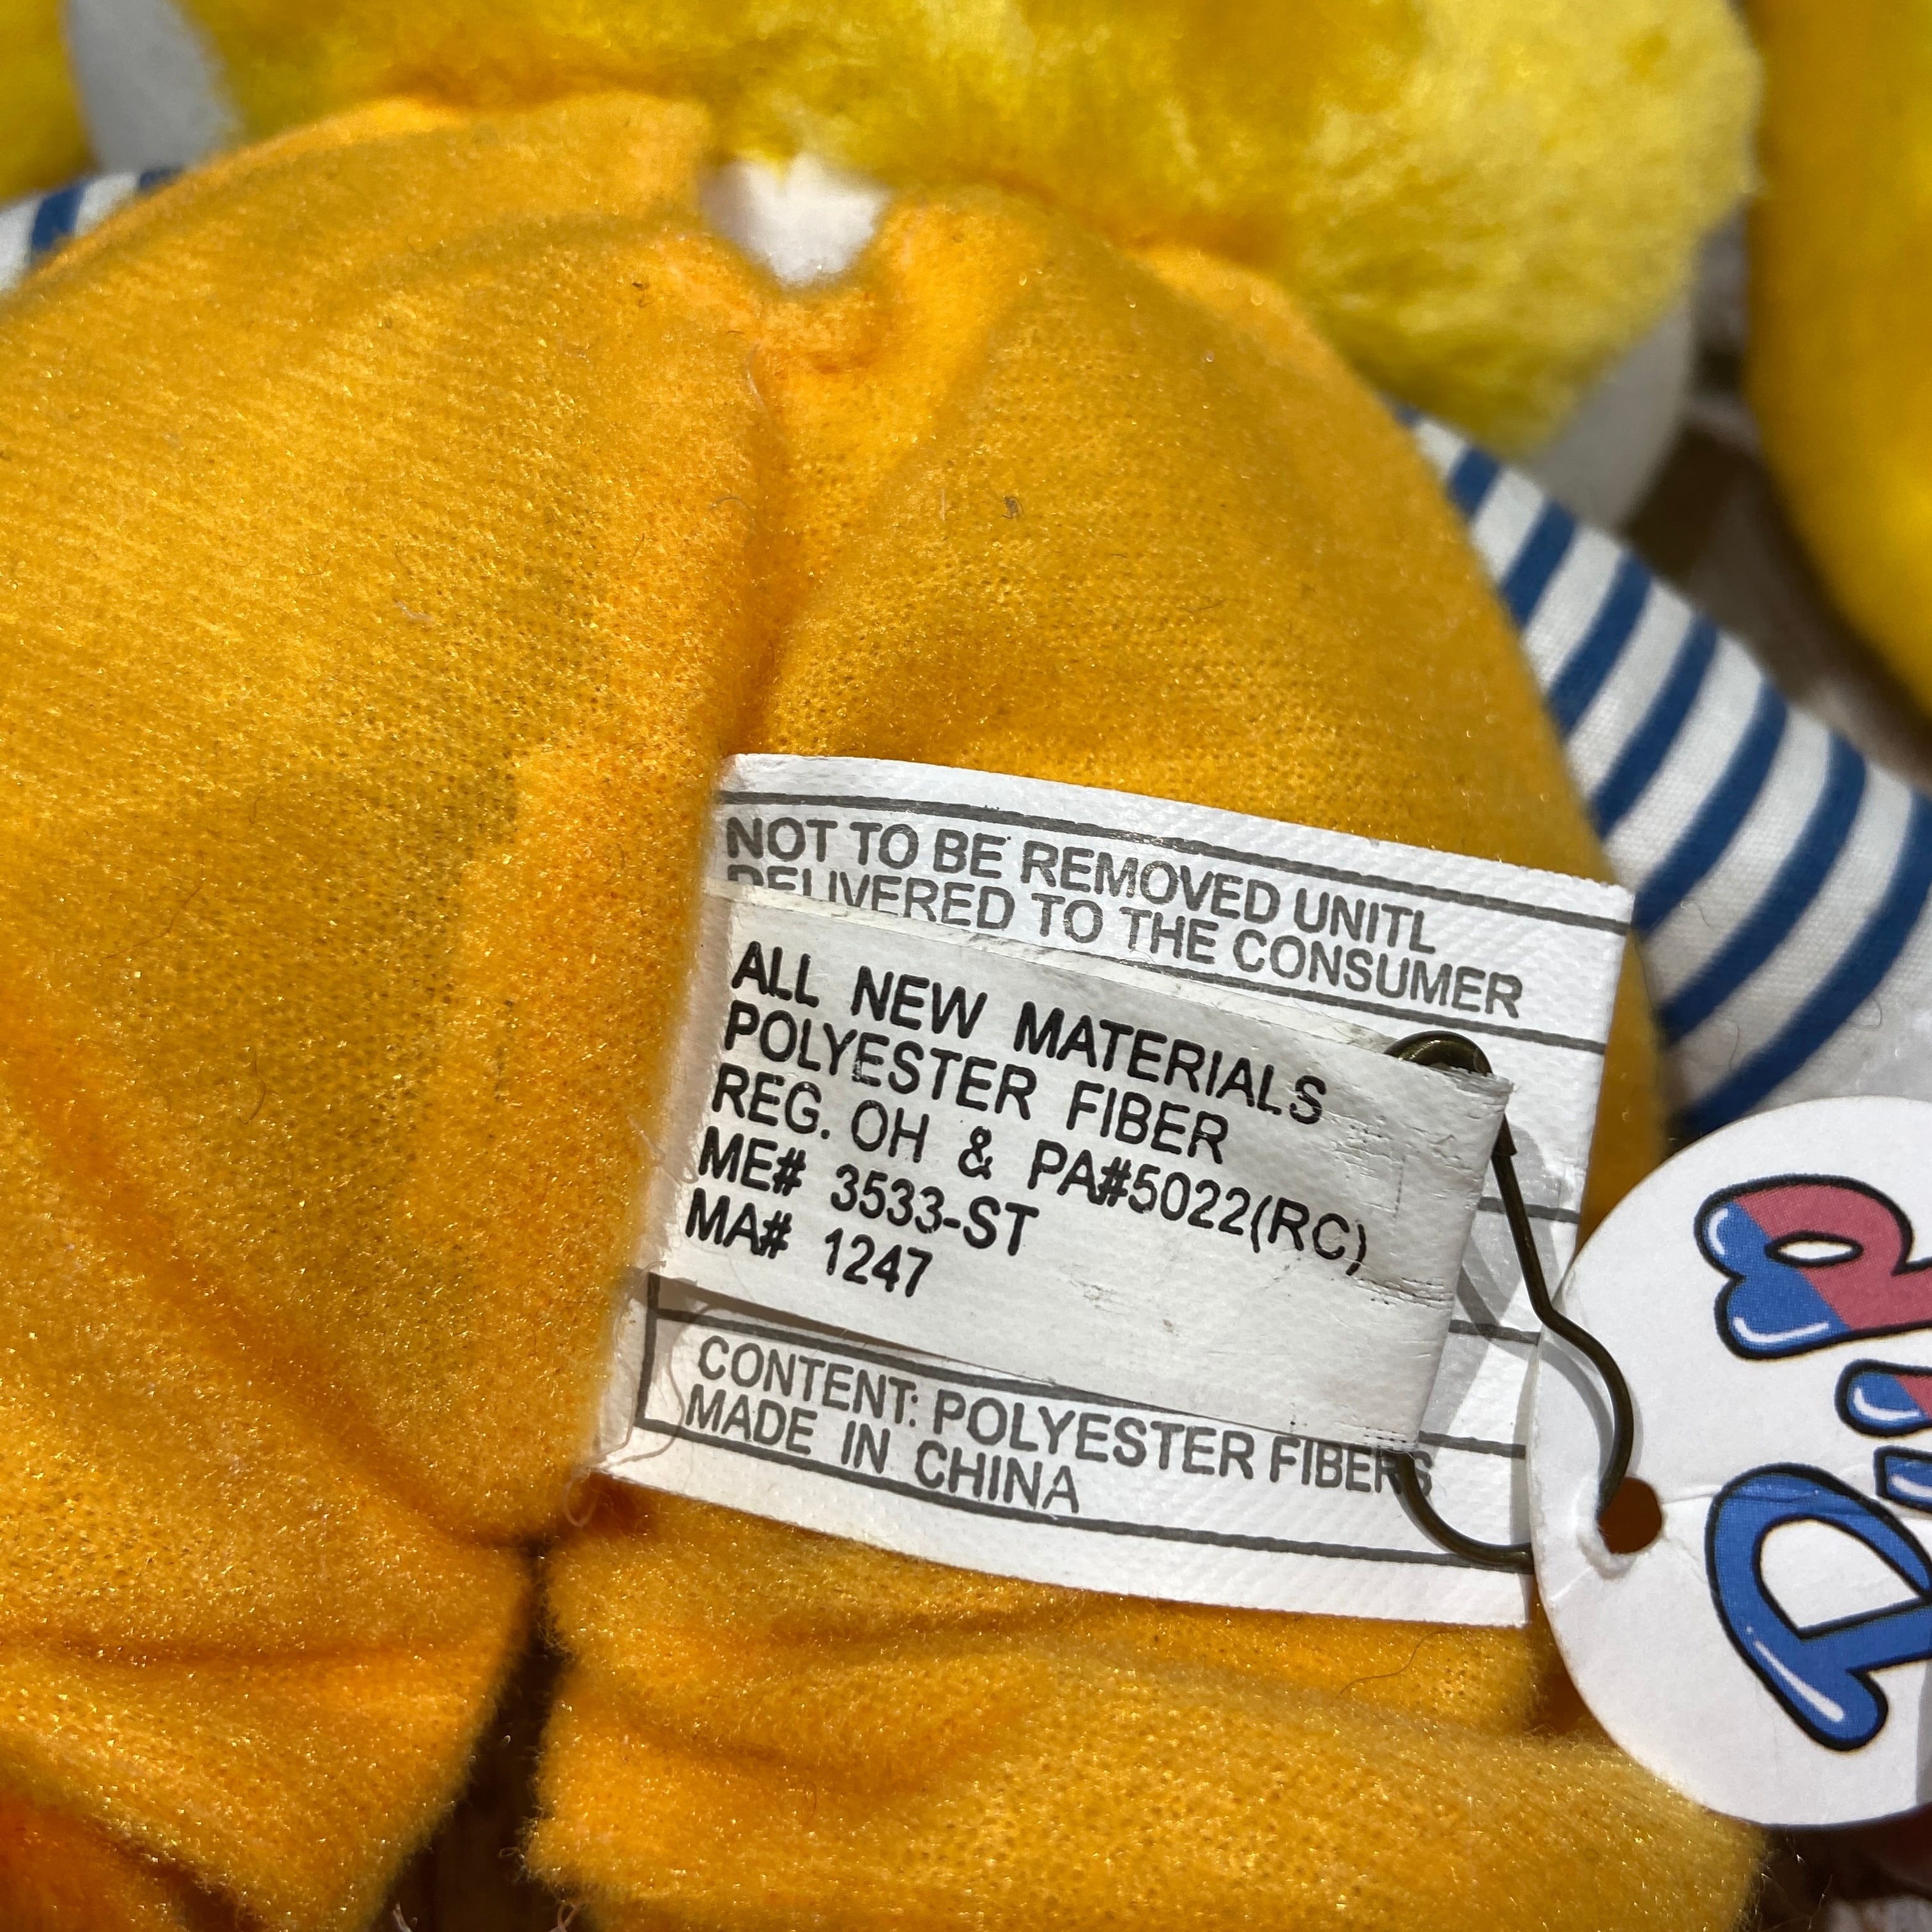 NOT TO BE REMOVED UNITL
DELIVERED TO THE CONSUMER
ALL NEW MATERIALS
POLYESTER FIBER
REG. OH & PA#5022(RC)
ME# 3533-ST
MA# 1247
CONTENT: POLYESTER FIBERS
MADE IN CHINA